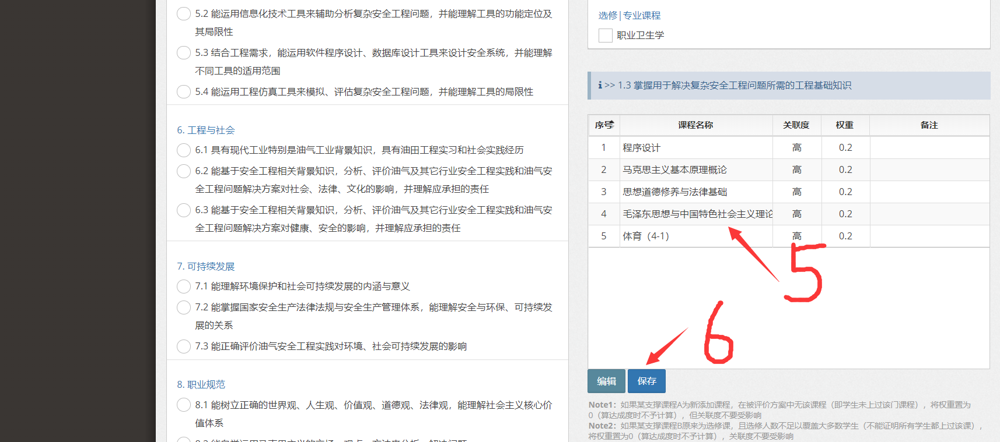 5.2 能运用信息化技术工具来辅助分析复杂安全工程问题，并能理解工具的功能定位及
其局限性
5.3 结合工程需求，能运用软件程序设计、数据库设计工具来设计安全系统，并能理解
不同工具的适用范围
5.4 能运用工程仿真工具来模拟、评估复杂安全工程问题，并能理解工具的局限性
6. 工程与社会
6.1 具有现代工业特别是油气工业背景知识，具有油田工程实习和社会实践经历
6.2 能基于安全工程相关背景知识，分析、评价油气及其它行业安全工程实践和油气安
全工程问题解决方案对社会、法律、文化的影响，并理解应承担的责任
6.3 能基于安全工程相关背景知识，分析、评价油气及其它行业安全工程实践和油气安
全工程问题解决方案对健康、安全的影响，并理解应承担的责任
7. 可持续发展
7.1 能理解环境保护和社会可持续发展的内涵与意义
7.2 能掌握国家安全生产法律法规与安全生产管理体系，能理解安全与环保、可持续发
展的关系
7.3 能正确评价油气安全工程实践对环境、社会可持续发展的影响
8. 职业规范
8.1 能树立正确的世界观、人生观、价值观、道德观、法律观，能理解社会主义核心价
值体系
选修|专业课程
职业卫生学
>> 1.3 掌握用于解决复杂安全工程问题所需的工程基础知识
序号 课程名称 关联度 权重 备注
1 程序设计 高 0.2
2 马克思主义基本原理概论 高 0.2
3 思想道德修养与法律基础 高 0.2
4 毛泽东思想与中国特色社会主义理论 高 0.2
5 体育（4-1） 高 0.2
5
6
编辑 保存
Note1：如果某支撑课程A为新添加课程，在被评价方案中无该课程（即学生未上过该门课程），将权重置为
0（算达成度时不予计算），但关联度不要受影响
Note2：如果某支撑课程B原来为选修课，且选修人数不足以覆盖大多数学生（不能证明所有学生都上过该课），
将权重置为0（算达成度时不予计算），关联度不要受影响